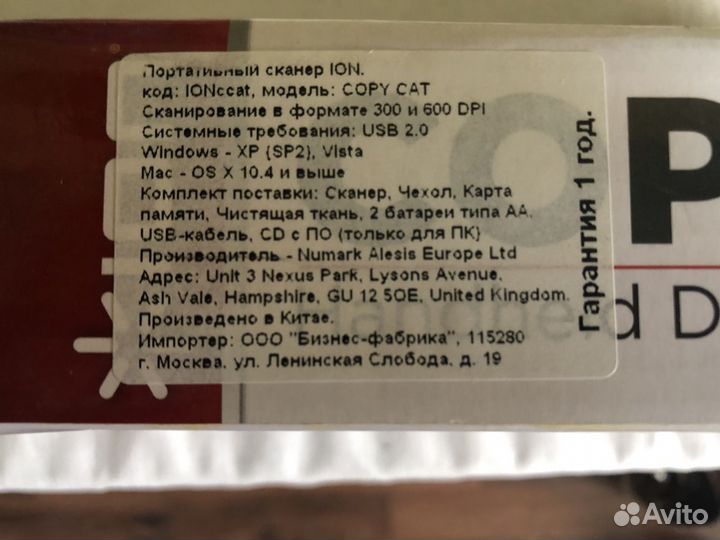 Портативный сканер ION.
код: IONccat, модель: COPY CAT
Сканирование в формате 300 и 600 DPI
Системные требования: USB 2.0
Windows - XP {SP2}, Vista
Mac - OS X 10.4 и выше
Комплект поставки: Сканер, Чехол, Карта
памяти, Чистящая ткань, 2 батареи типа АА,
USB-кабель, CD с ПО (только для ПК)
Производитель - Numark Alesis Europe Ltd
Адрес: Unit 3 Nexus Park, Lysons Avenue,
Ash Vale, Hampshire, GU 12 5OE, United Kingdom.
Произведено в Китае.
Импортер: ООО "Бизнес-фабрика", 115280
г. Москва, ул. Ленинская Слобода, д. 19
Гарантия 1 год.
OP
d D
Avito